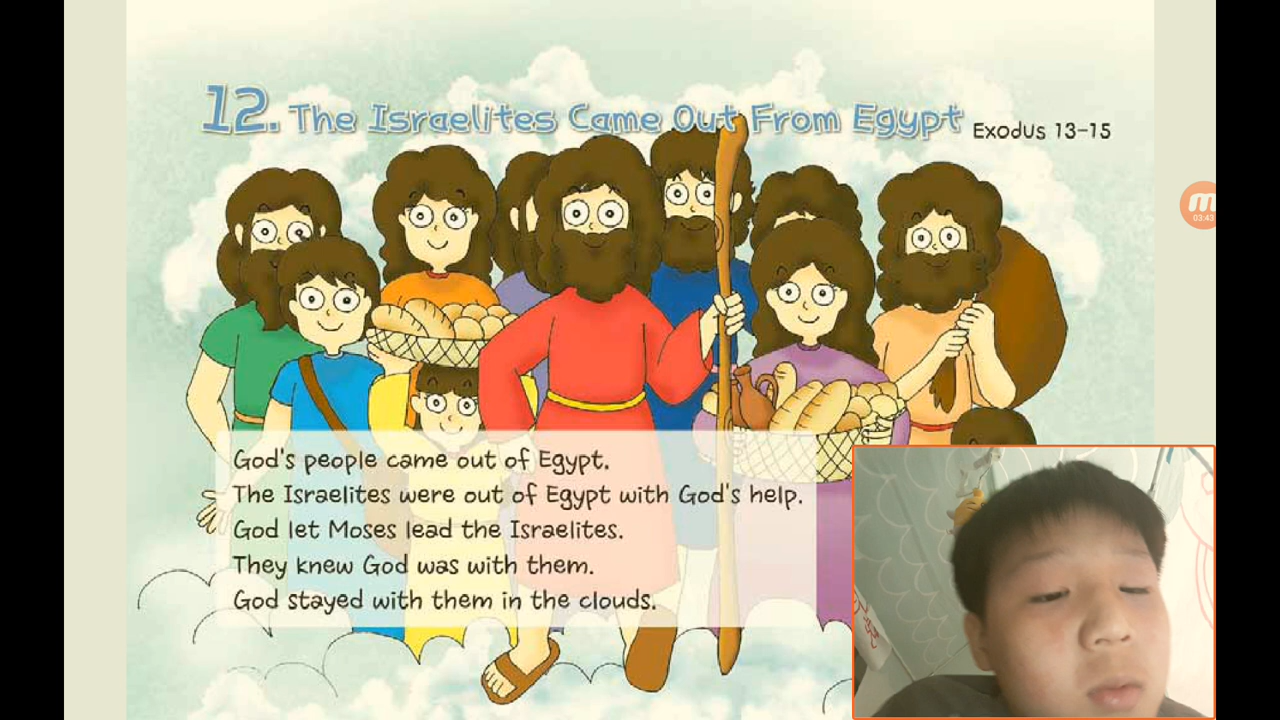 12. The Israelites Came Out From Egypt Exodus 13-15
God's people came out of Egypt.
The Israelites were out of Egypt with God's help.
God let Moses lead the Israelites.
They knew God was with them.
God stayed with them in the clouds.
03:43